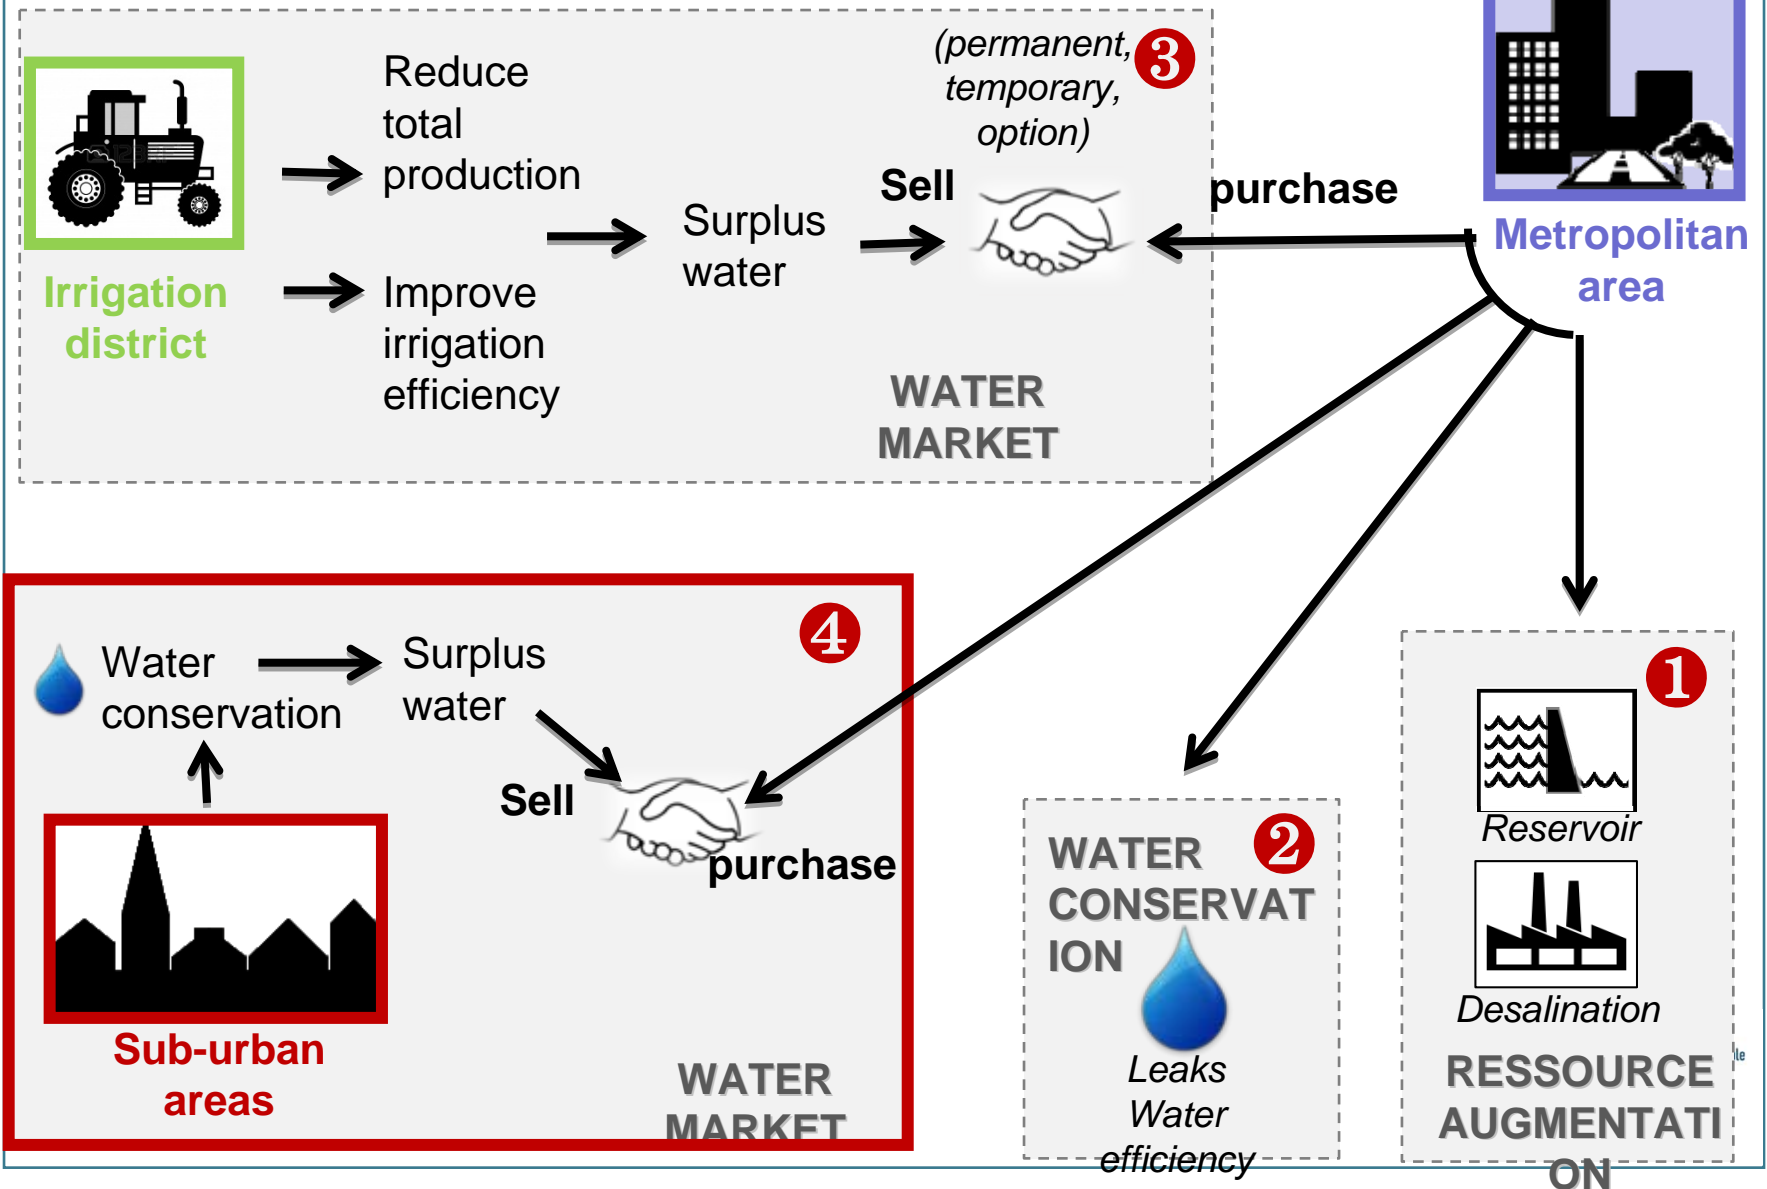 (permanent,
temporary,
option)
3
Reduce
total
production
Sell
purchase
Surplus
water
Metropolitan
area
Irrigation
district
Improve
irrigation
efficiency
WATER
MARKET
4
Water
conservation
Surplus
water
Sell
purchase
Sub-urban
areas
WATER
MARKET
2
WATER
CONSERVAT
ION
Leaks
Water
efficiency
1
Reservoir
Desalination
RESSOURCE
AUGMENTATI
ON